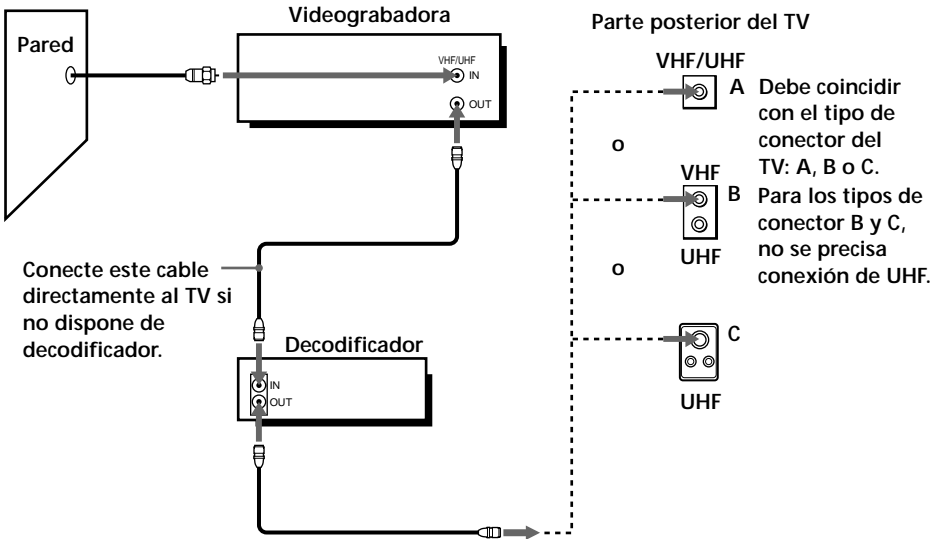 Videograbadora
Pared
VHF/UHF
IN
OUT
Conecte este cable
directamente al TV si
no dispone de
decodificador.
Decodificador
IN
OUT
Parte posterior del TV
VHF/UHF
A
Debe coincidir
con el tipo de
conector del
TV: A, B o C.
o
VHF
B
Para los tipos de
conector B y C,
no se precisa
conexión de UHF.
UHF
o
C
UHF